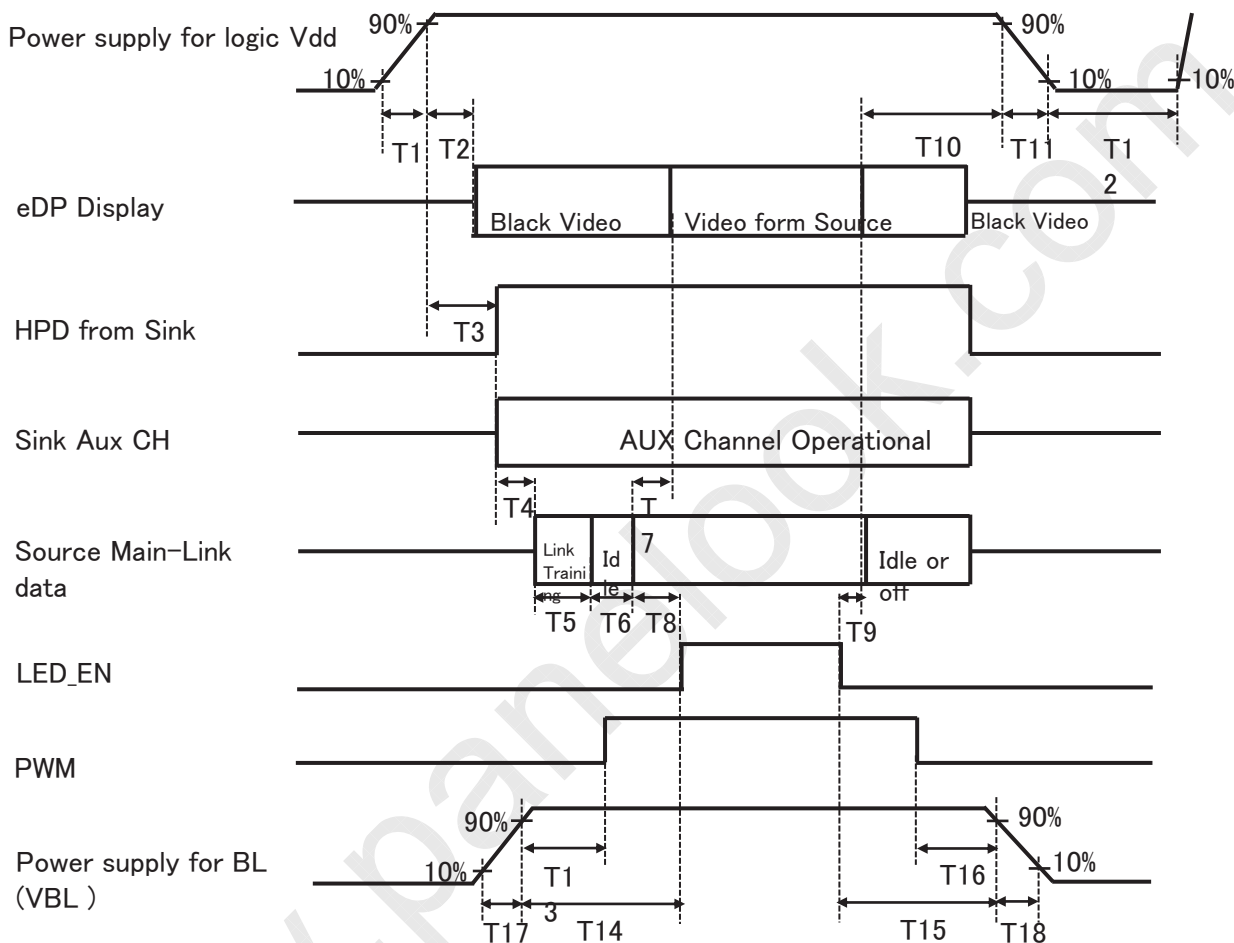 Power supply for logic Vdd
90%
90%
10%
10%
10%
T1
T2
T10
T11
T1
2
eDP Display
Black Video
Video form Source
Black Video
HPD from Sink
T3
Sink Aux CH
AUX Channel Operational
T4
T
7
Source Main-Link
data
Link
Traini
ng
Id
le
Idle or
off
T5
T6
T8
T9
LED_EN
PWM
Power supply for BL
(VBL )
90%
90%
10%
10%
T1
3
T16
T17
T14
T15
T18
panelook.com